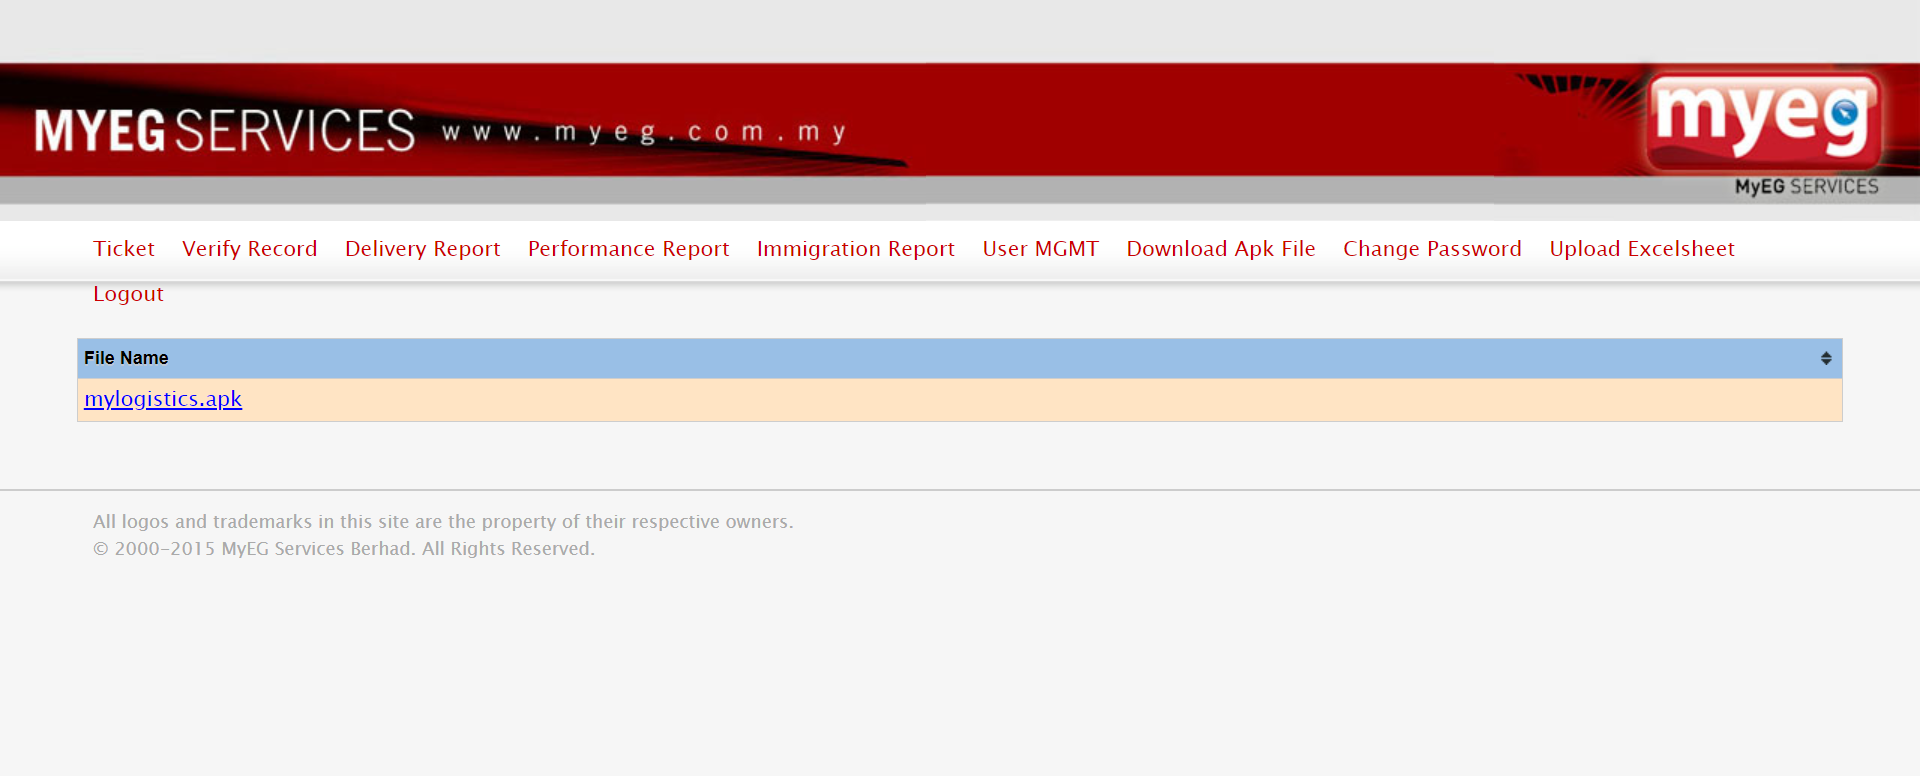 MYEG SERVICES www.myeg.com.my
myeg
MyEG SERVICES
Ticket Verify Record Delivery Report Performance Report Immigration Report User MGMT Download Apk File Change Password Upload Excelsheet
Logout
File Name
mylogistics.apk
All logos and trademarks in this site are the property of their respective owners.
© 2000-2015 MyEG Services Berhad. All Rights Reserved.